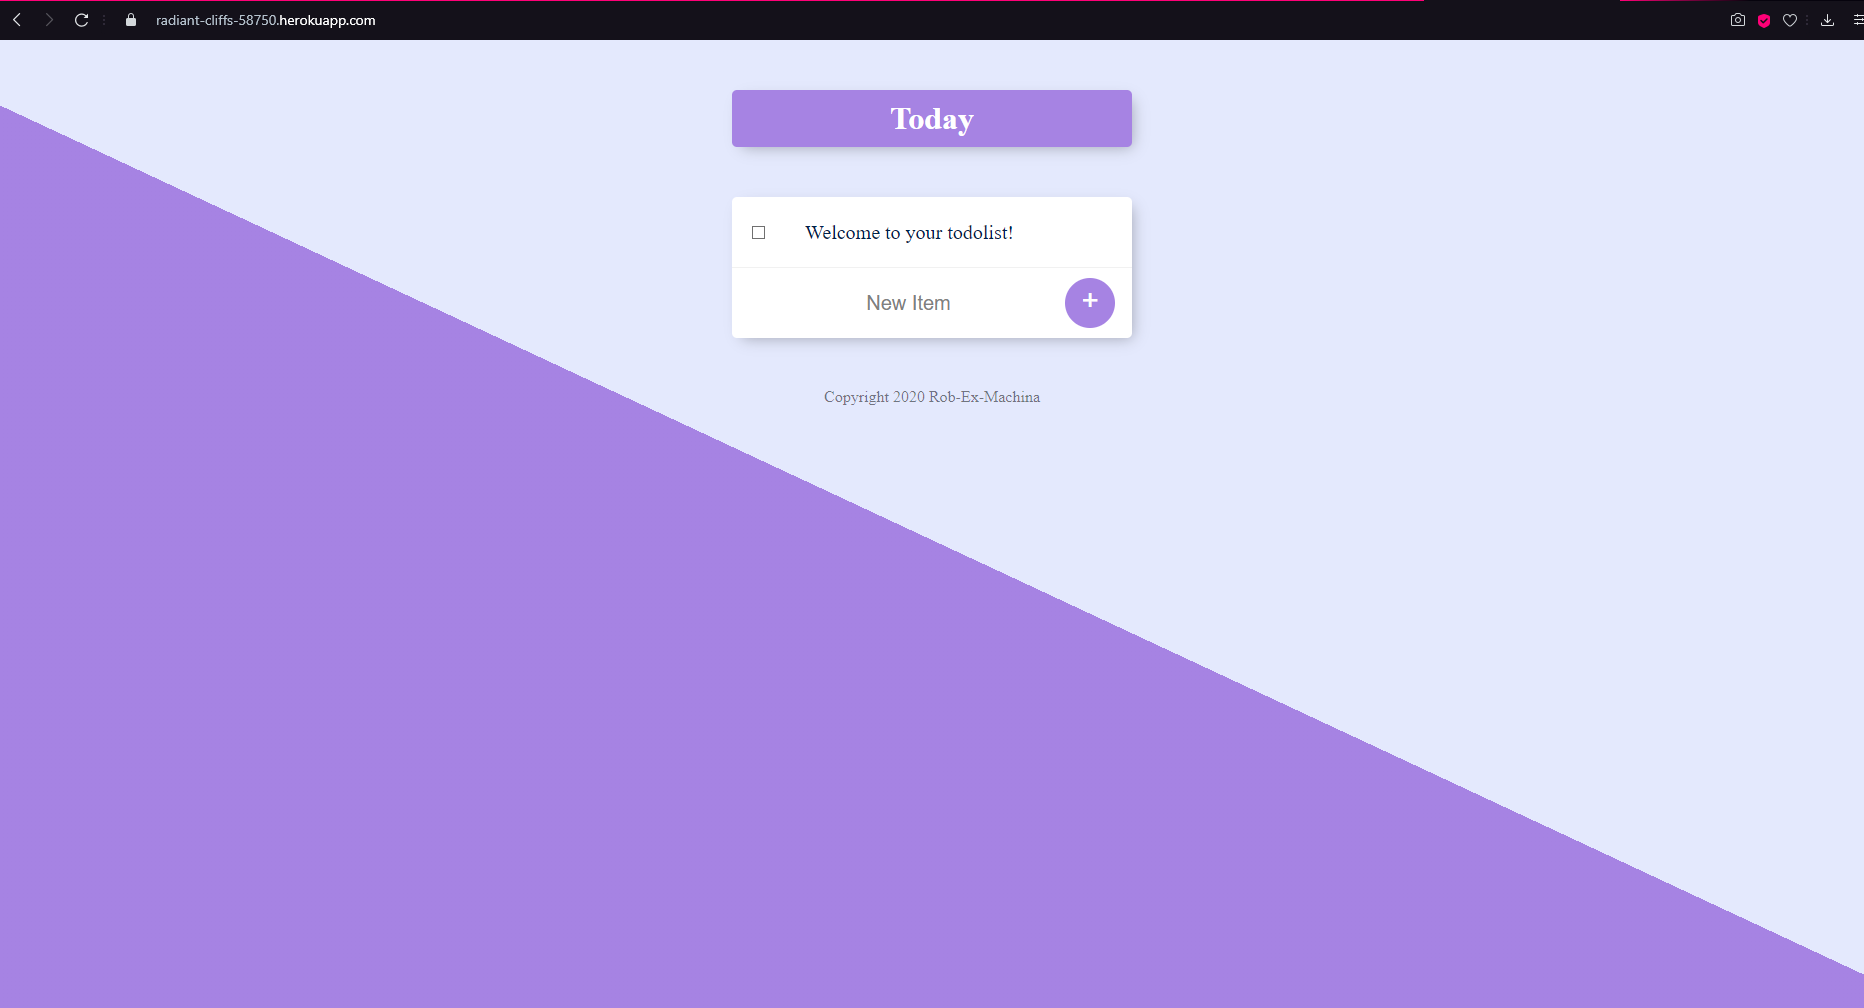 radiant-cliffs-58750.herokuapp.com
Today
Welcome to your todolist!
New Item
+
Copyright 2020 Rob-Ex-Machina